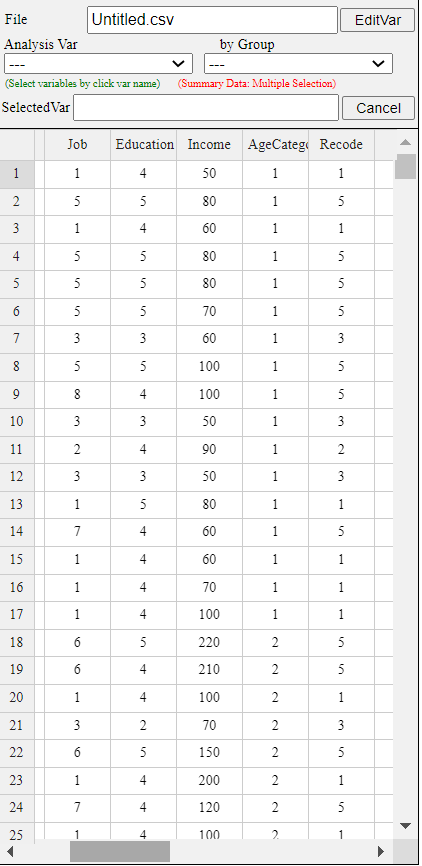 File Untitled.csv EditVar
Analysis Var by Group
--- ---
(Select variables by click var name) (Summary Data: Multiple Selection)
SelectedVar Cancel
Job Education Income AgeCatego Recode
1 1 4 50 1 1
2 5 5 80 1 5
3 1 4 60 1 1
4 5 5 80 1 5
5 5 5 80 1 5
6 5 5 70 1 5
7 3 3 60 1 3
8 5 5 100 1 5
9 8 4 100 1 5
10 3 3 50 1 3
11 2 4 90 1 2
12 3 3 50 1 3
13 1 5 80 1 1
14 7 4 60 1 5
15 1 4 60 1 1
16 1 4 70 1 1
17 1 4 100 1 1
18 6 5 220 2 5
19 6 4 210 2 5
20 1 4 100 2 1
21 3 2 70 2 3
22 6 5 150 2 5
23 1 4 200 2 1
24 7 4 120 2 5
25 1 4 100 2 1